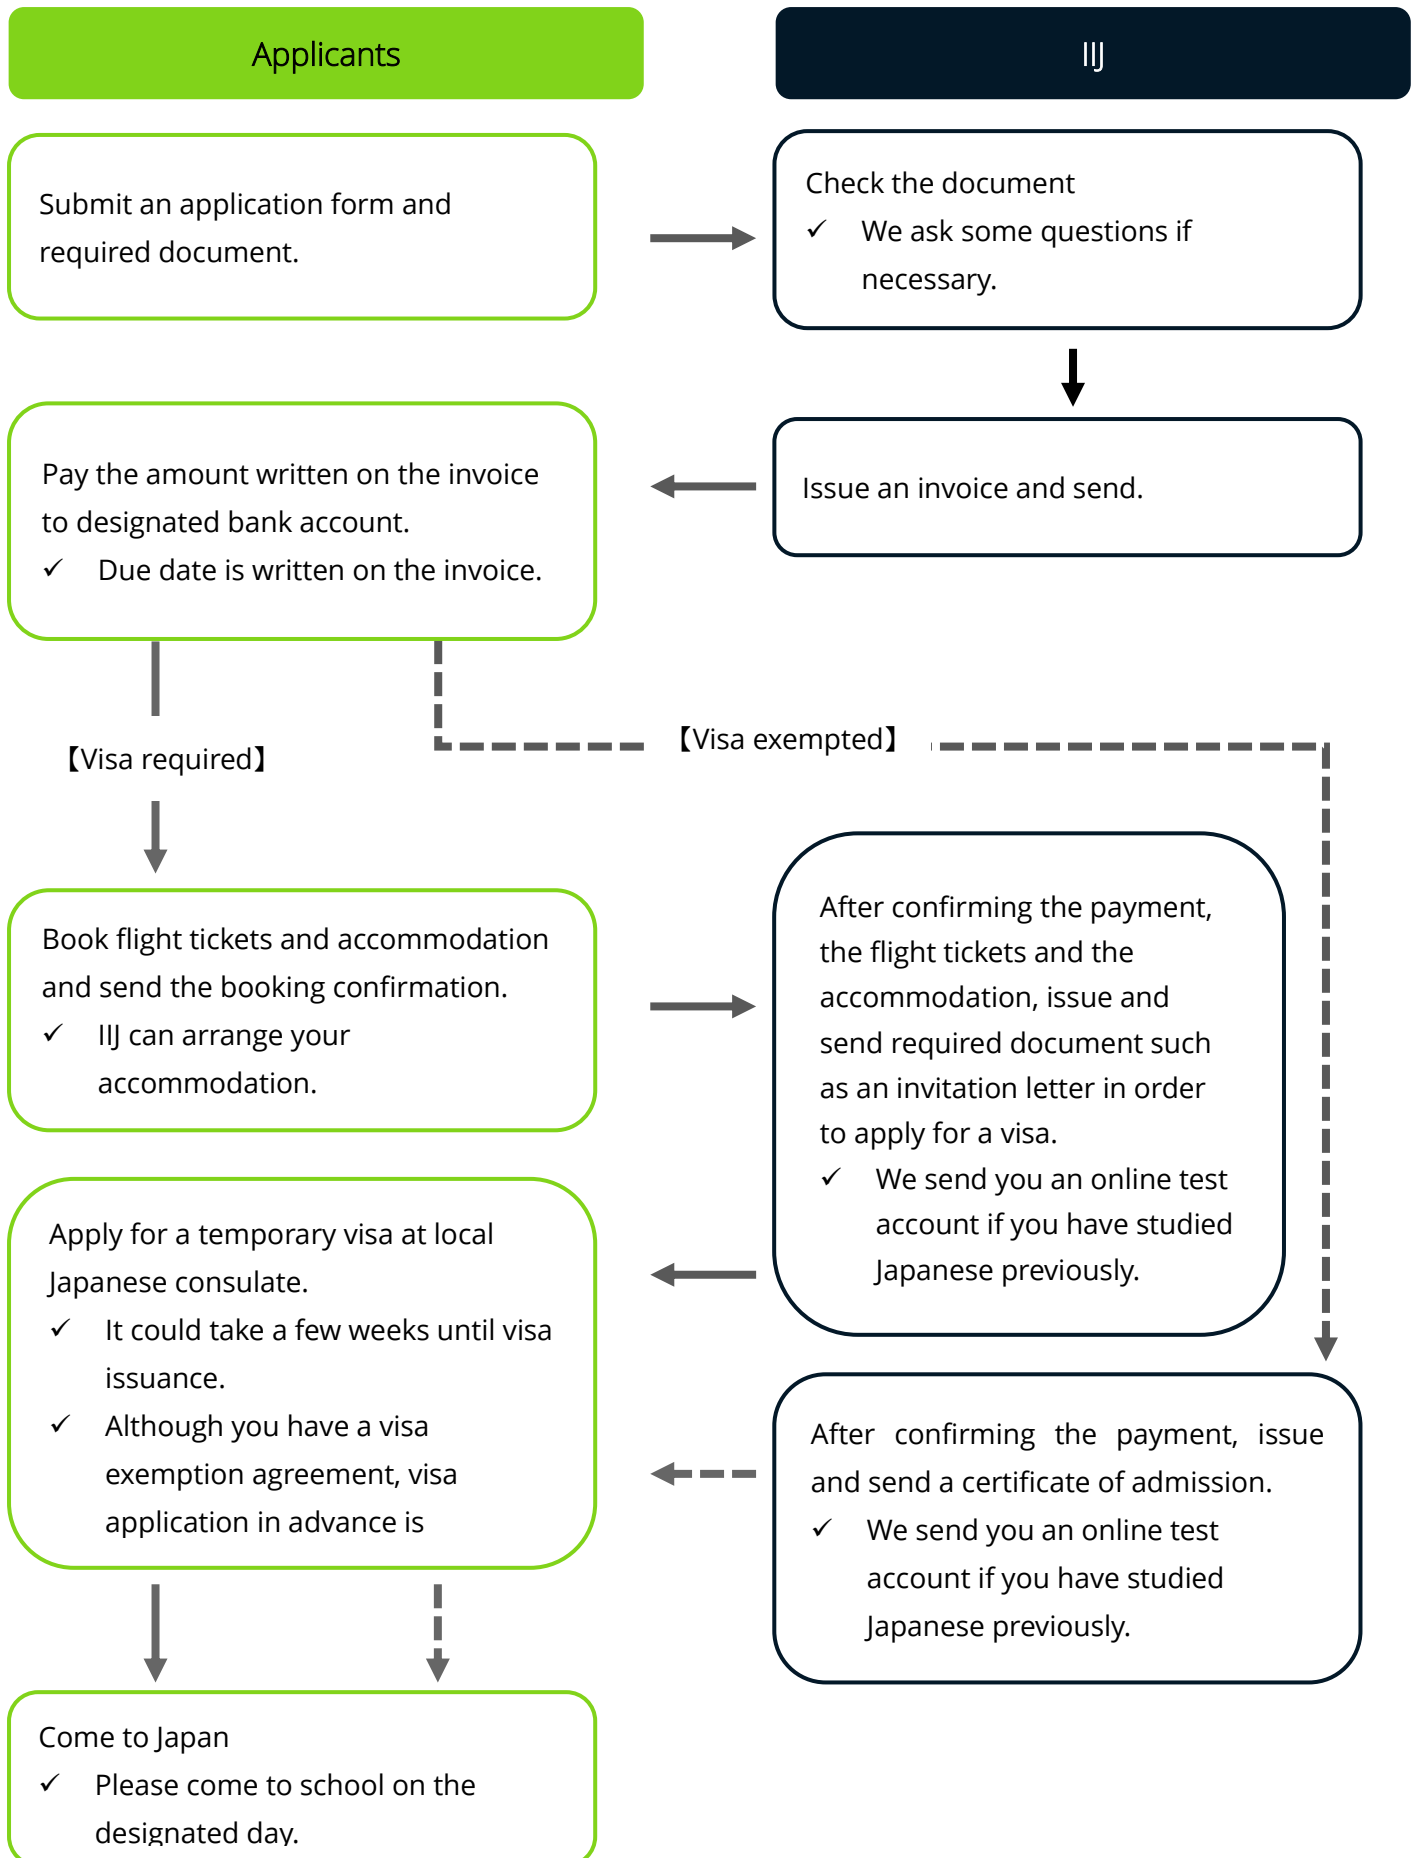 Applicants
IIJ
Submit an application form and
required document.
Check the document
✓ We ask some questions if
necessary.
Issue an invoice and send.
Pay the amount written on the invoice
to designated bank account.
✓ Due date is written on the invoice.
【Visa required】
【Visa exempted】
Book flight tickets and accommodation
and send the booking confirmation.
✓ IIJ can arrange your
accommodation.
After confirming the payment,
the flight tickets and the
accommodation, issue and
send required document such
as an invitation letter in order
to apply for a visa.
✓ We send you an online test
account if you have studied
Japanese previously.
Apply for a temporary visa at local
Japanese consulate.
✓ It could take a few weeks until visa
issuance.
✓ Although you have a visa
exemption agreement, visa
application in advance is
After confirming the payment, issue
and send a certificate of admission.
✓ We send you an online test
account if you have studied
Japanese previously.
Come to Japan
✓ Please come to school on the
designated day.